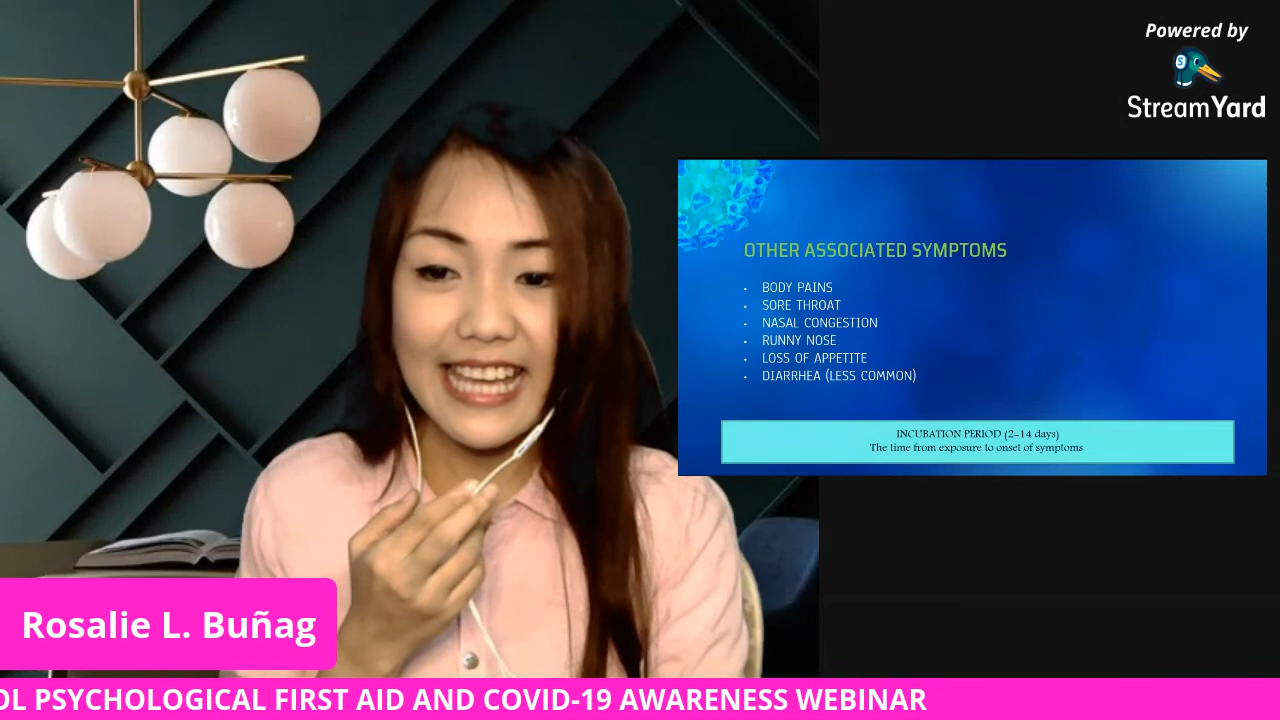 Powered by
StreamYard
OTHER ASSOCIATED SYMPTOMS
• BODY PAINS
• SORE THROAT
• NASAL CONGESTION
• RUNNY NOSE
• LOSS OF APPETITE
• DIARRHEA (LESS COMMON)
INCUBATION PERIOD (2-14 days)
The time from exposure to onset of symptoms
Rosalie L. Buñag
OL PSYCHOLOGICAL FIRST AID AND COVID-19 AWARENESS WEBINAR